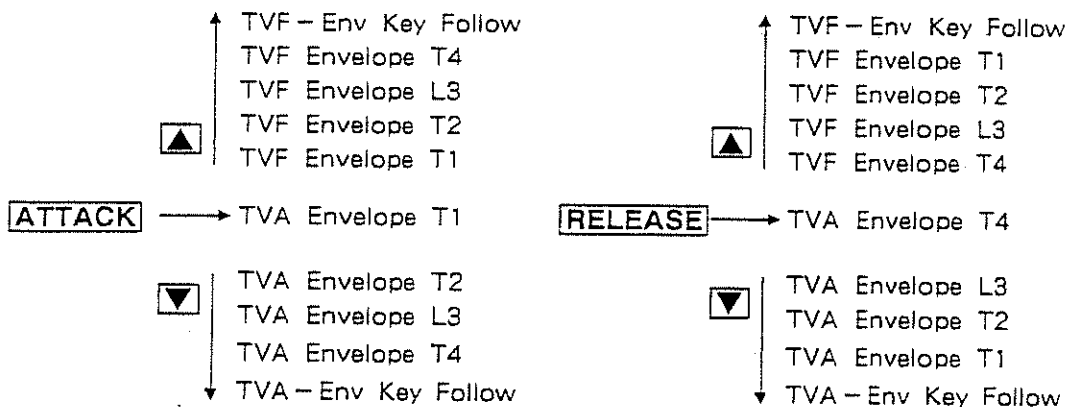 TVF – Env Key Follow
TVF Envelope T4
TVF Envelope L3
TVF Envelope T2
TVF Envelope T1
ATTACK TVA Envelope T1
TVA Envelope T2
TVA Envelope L3
TVA Envelope T4
TVA – Env Key Follow
TVF – Env Key Follow
TVF Envelope T1
TVF Envelope T2
TVF Envelope L3
TVF Envelope T4
RELEASE TVA Envelope T4
TVA Envelope L3
TVA Envelope T2
TVA Envelope T1
TVA – Env Key Follow